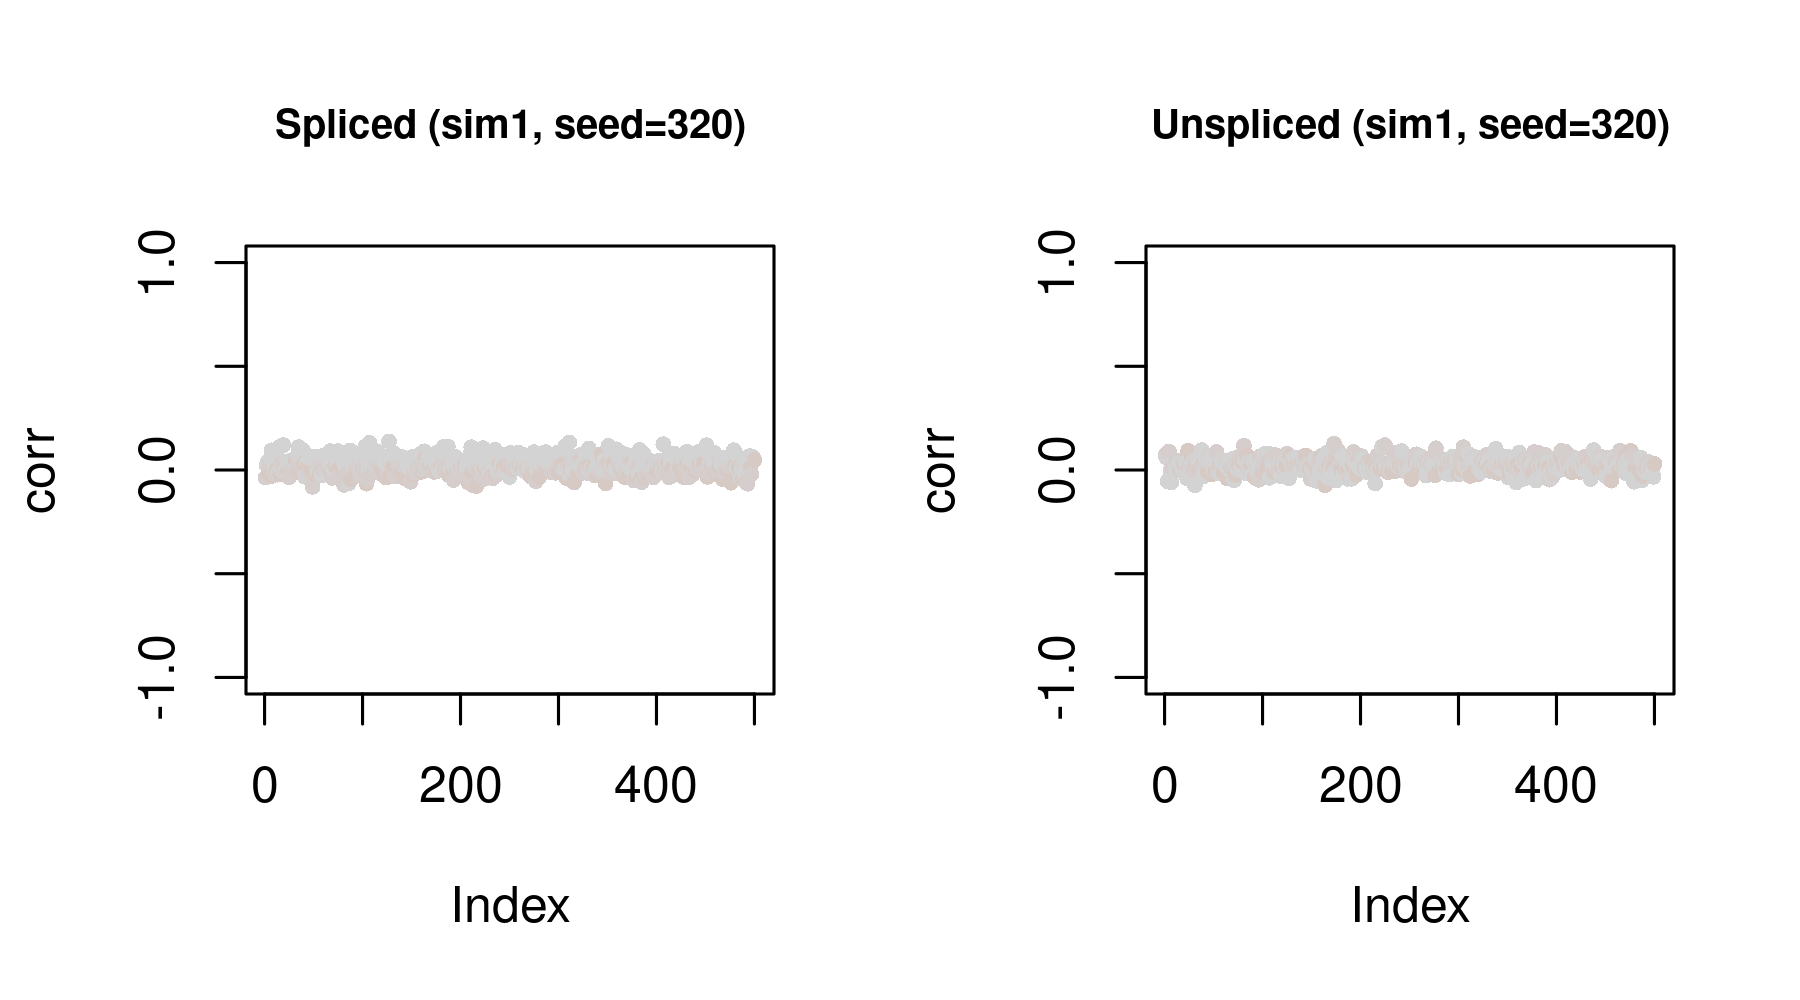 Spliced (sim1, seed=320)
corr
1.0
0.0
-1.0
0 200 400
Index
Unspliced (sim1, seed=320)
corr
1.0
0.0
-1.0
0 200 400
Index